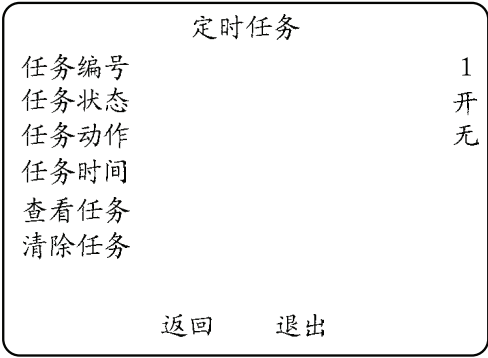 定时任务
任务编号 1
任务状态 开
任务动作 无
任务时间
查看任务
清除任务
返回 退出